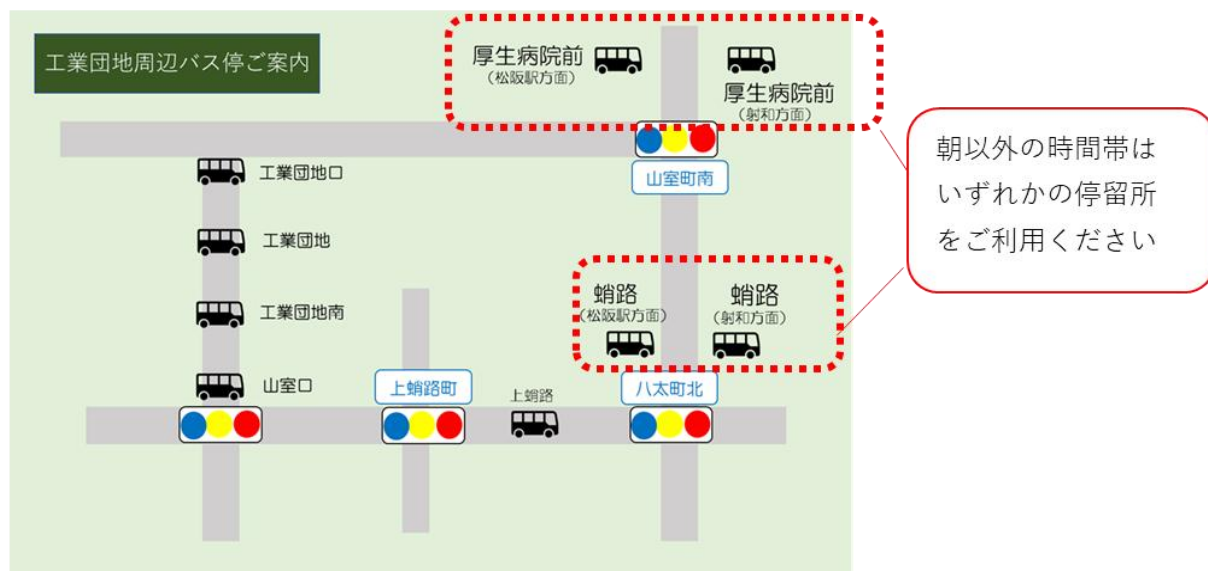 工業団地周辺バス停ご案内
厚生病院前
(松阪駅方面)
厚生病院前
(射和方面)
山室町南
工業団地口
工業団地
工業団地南
山室口
蛸路
(松阪駅方面)
蛸路
(射和方面)
上蛸路町
上蛸路
八太町北
朝以外の時間帯は
いずれかの停留所
をご利用ください